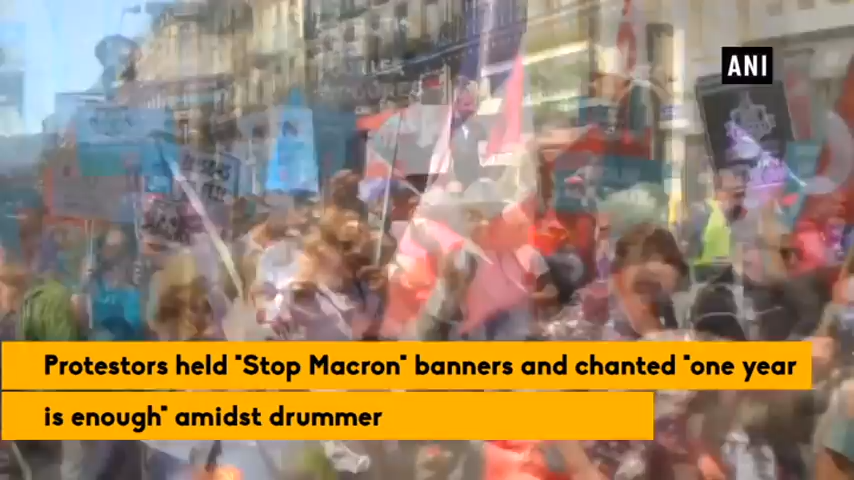 ANI
Protestors held "Stop Macron" banners and chanted "one year
is enough" amidst drummer